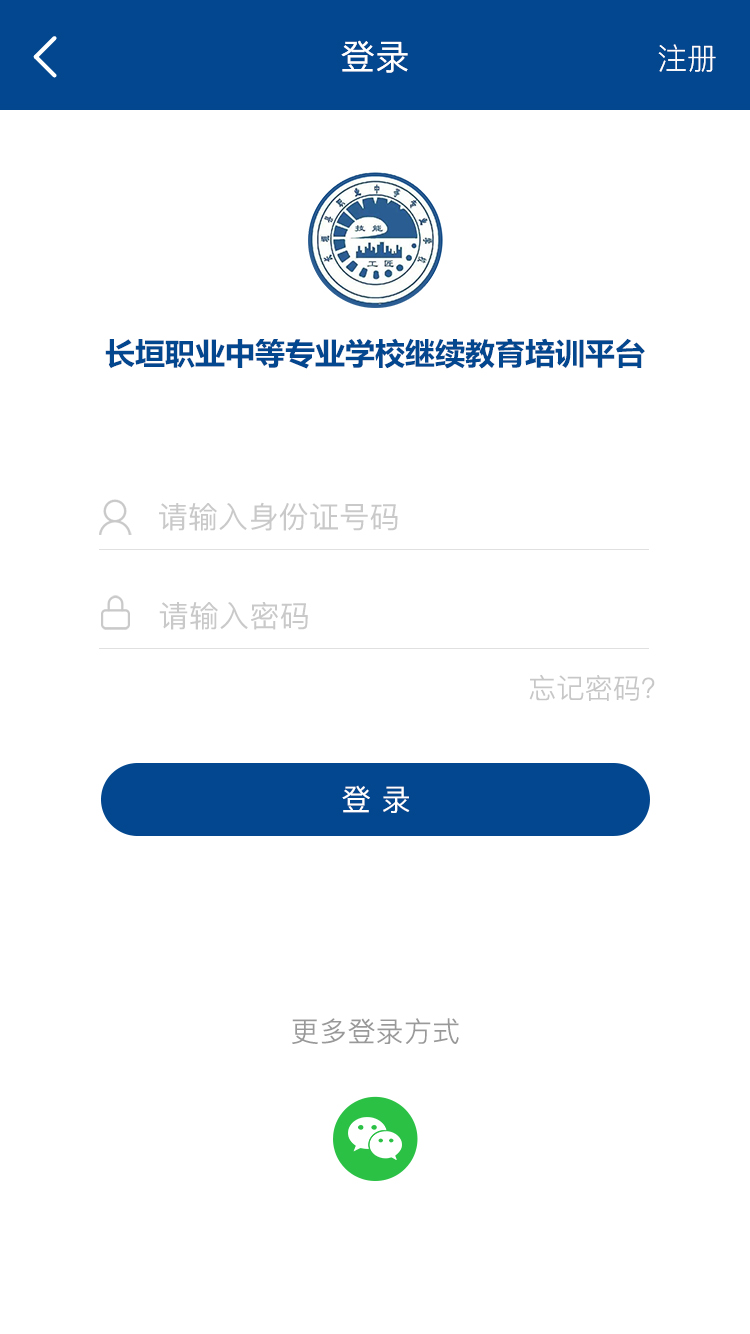 登录
注册
技能
工匠
长垣职业中等专业学校继续教育培训平台
请输入身份证号码
请输入密码
忘记密码?
登 录
更多登录方式